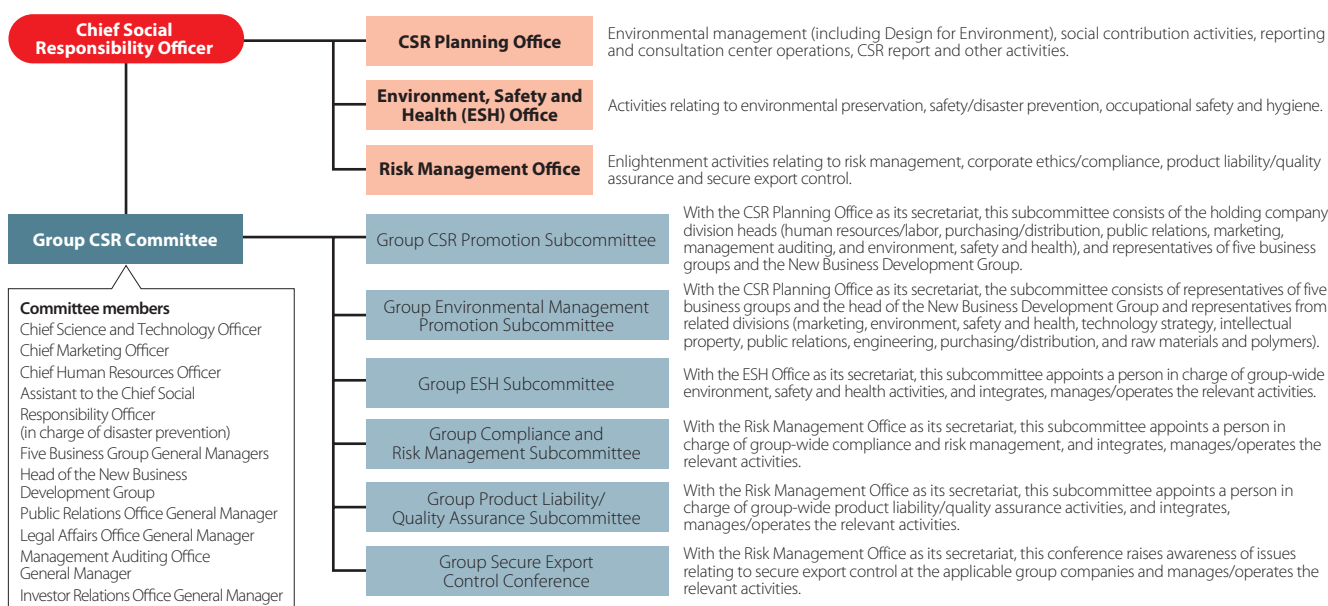 Chief Social
Responsibility Officer
CSR Planning Office
Environmental management (including Design for Environment), social contribution activities, reporting
and consultation center operations, CSR report and other activities.
Environment, Safety and
Health (ESH) Office
Activities relating to environmental preservation, safety/disaster prevention, occupational safety and hygiene.
Risk Management Office
Enlightenment activities relating to risk management, corporate ethics/compliance, product liability/quality
assurance and secure export control.
Group CSR Committee
Committee members
Chief Science and Technology Officer
Chief Marketing Officer
Chief Human Resources Officer
Assistant to the Chief Social
Responsibility Officer
(in charge of disaster prevention)
Five Business Group General Managers
Head of the New Business
Development Group
Public Relations Office General Manager
Legal Affairs Office General Manager
Management Auditing Office
General Manager
Investor Relations Office General Manager
Group CSR Promotion Subcommittee
With the CSR Planning Office as its secretariat, this subcommittee consists of the holding company
division heads (human resources/labor, purchasing/distribution, public relations, marketing,
management auditing, and environment, safety and health), and representatives of five business
groups and the New Business Development Group.
Group Environmental Management
Promotion Subcommittee
With the CSR Planning Office as its secretariat, the subcommittee consists of representatives of five
business groups and the head of the New Business Development Group and representatives from
related divisions (marketing, environment, safety and health, technology strategy, intellectual
property, public relations, engineering, purchasing/distribution, and raw materials and polymers).
Group ESH Subcommittee
With the ESH Office as its secretariat, this subcommittee appoints a person in charge of group-wide
environment, safety and health activities, and integrates, manages/operates the relevant activities.
Group Compliance and
Risk Management Subcommittee
With the Risk Management Office as its secretariat, this subcommittee appoints a person in
charge of group-wide compliance and risk management, and integrates, manages/operates the
relevant activities.
Group Product Liability/
Quality Assurance Subcommittee
With the Risk Management Office as its secretariat, this subcommittee appoints a person in
charge of group-wide product liability/quality assurance activities, and integrates,
manages/operates the relevant activities.
Group Secure Export
Control Conference
With the Risk Management Office as its secretariat, this conference raises awareness of issues
relating to secure export control at the applicable group companies and manages/operates the
relevant activities.